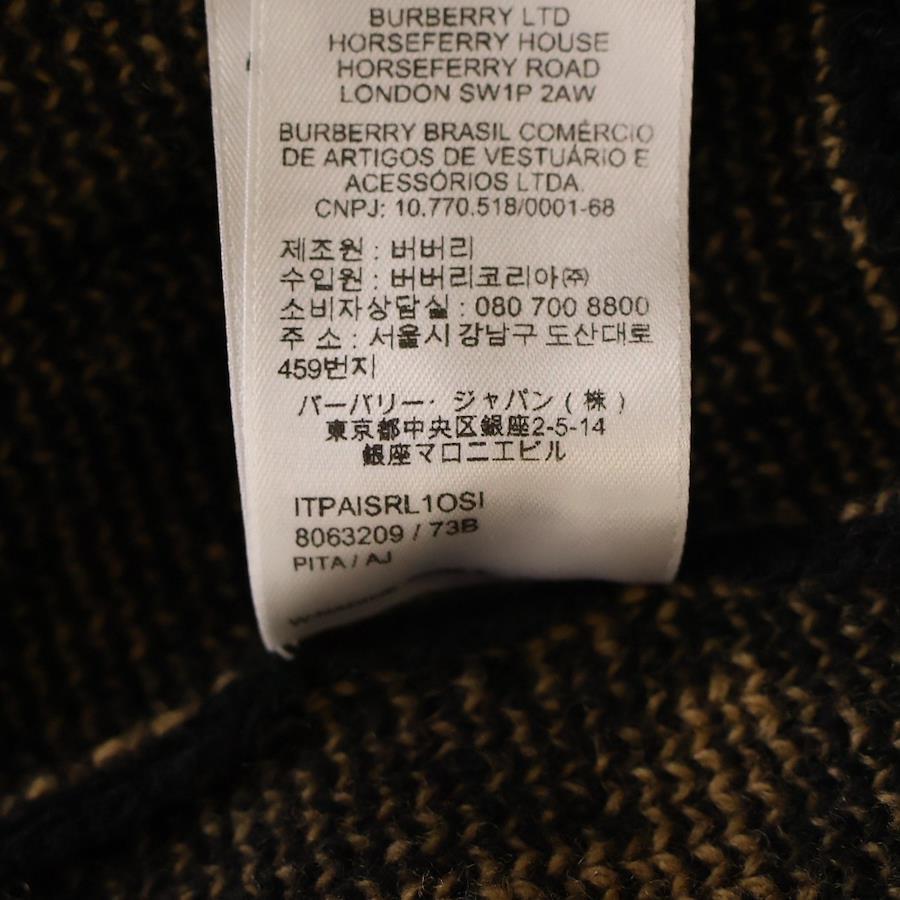 BURBERRY LTD
HORSEFERRY HOUSE
HORSEFERRY ROAD
LONDON SW1P 2AW
BURBERRY BRASIL COMÉRCIO
DE ARTIGOS DE VESTUÁRIO E
ACESSÓRIOS LTDA.
CNPJ: 10.770.518/0001-68
제조원 : 버버리
수입원 : 버버리코리아㈜
소비자상담실 : 080 700 8800
주 소 : 서울시 강남구 도산대로
459번지
バーバリー・ジャパン ( 株 )
東京都中央区銀座2-5-14
銀座マロニエビル
ITPAISRL1OSI
8063209 / 73B
PITA / AJ